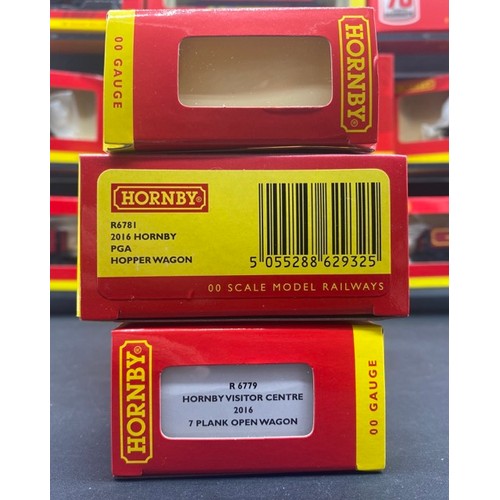 00 GAUGE
HORNBY®
HORNBY®
R6781
2016 HORNBY
PGA
HOPPER WAGON
5 055288 629325
00 SCALE MODEL RAILWAYS
HORNBY®
R 6779
HORNBY VISITOR CENTRE
2016
7 PLANK OPEN WAGON
00 GAUGE